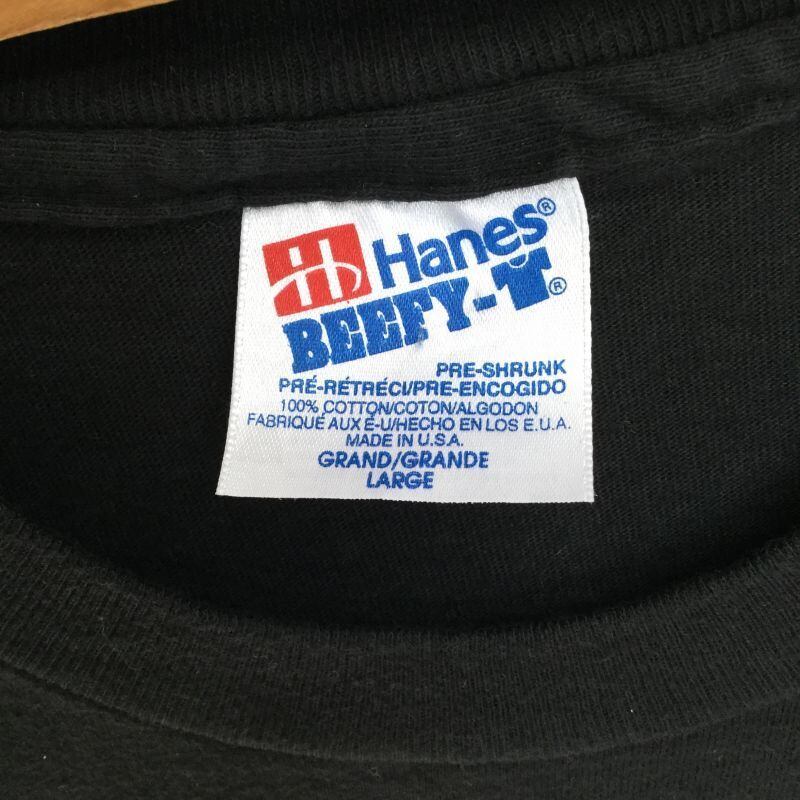 H Hanes®
BEEFY-T®
PRE-SHRUNK
PRÉ-RÉTRÉCI/PRE-ENCOGIDO
100% COTTON/COTON/ALGODON
FABRIQUÉ AUX É-U/HECHO EN LOS E.U.A.
MADE IN U.S.A.
GRAND/GRANDE
LARGE